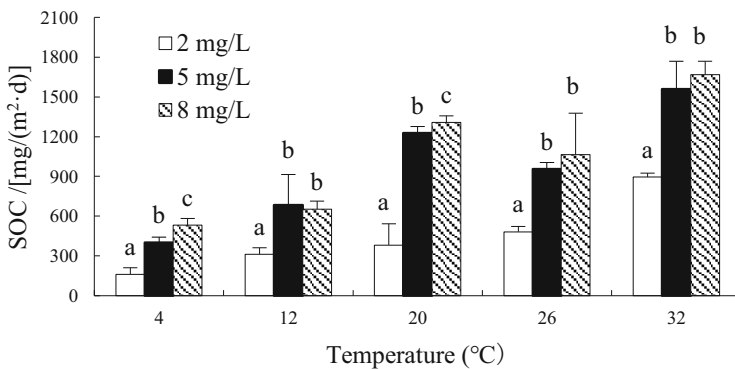 2100
1800
1500
1200
900
600
300
0
SOC /[mg/(m²·d)/]
2 mg/L
5 mg/L
8 mg/L
a b c
a b b
a b c
a b b
a b b
4 12 20 26 32
Temperature (℃)